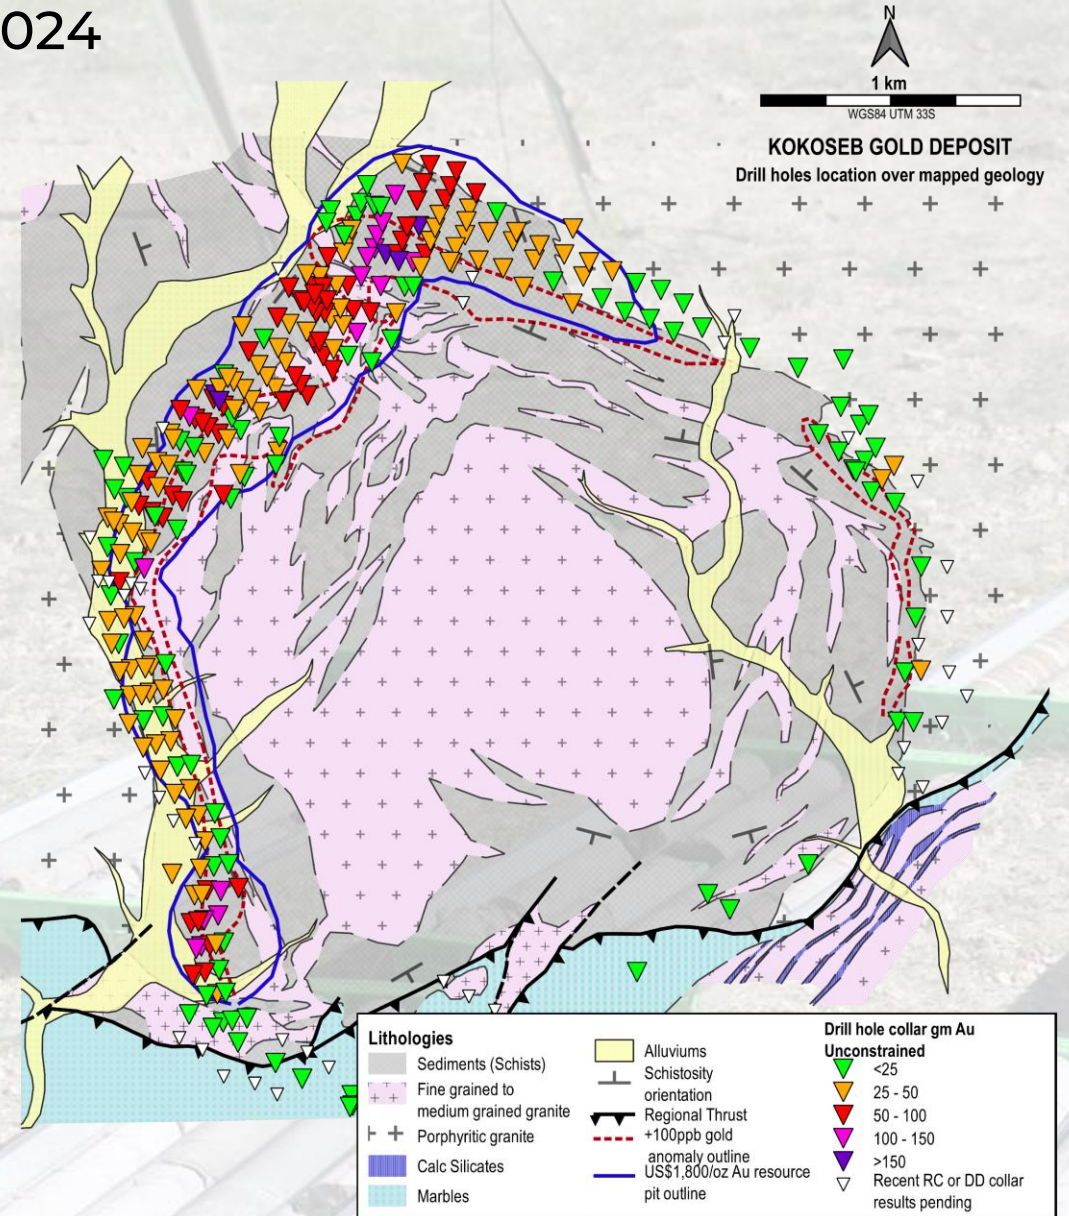 024
N
1 km
WGS84 UTM 33S
KOKOSEB GOLD DEPOSIT
Drill holes location over mapped geology
Lithologies
Sediments (Schists)
Fine grained to
medium grained granite
Porphyritic granite
Calc Silicates
Marbles
Alluviums
Schistosity
orientation
Regional Thrust
+100ppb gold
anomaly outline
US$1,800/oz Au resource
pit outline
Drill hole collar gm Au
Unconstrained
<25
25 - 50
50 - 100
100 - 150
>150
Recent RC or DD collar
results pending